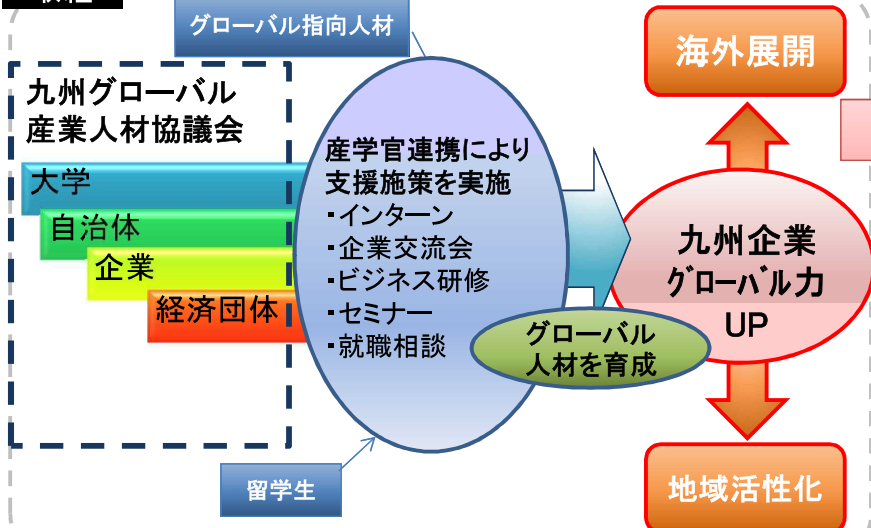 グローバル指向人材
海外展開
九州グローバル
産業人材協議会
大学
自治体
企業
経済団体
産学官連携により
支援施策を実施
・インターン
・企業交流会
・ビジネス研修
・セミナー
・就職相談
グローバル
人材を育成
九州企業
グローバル力
UP
留学生
地域活性化